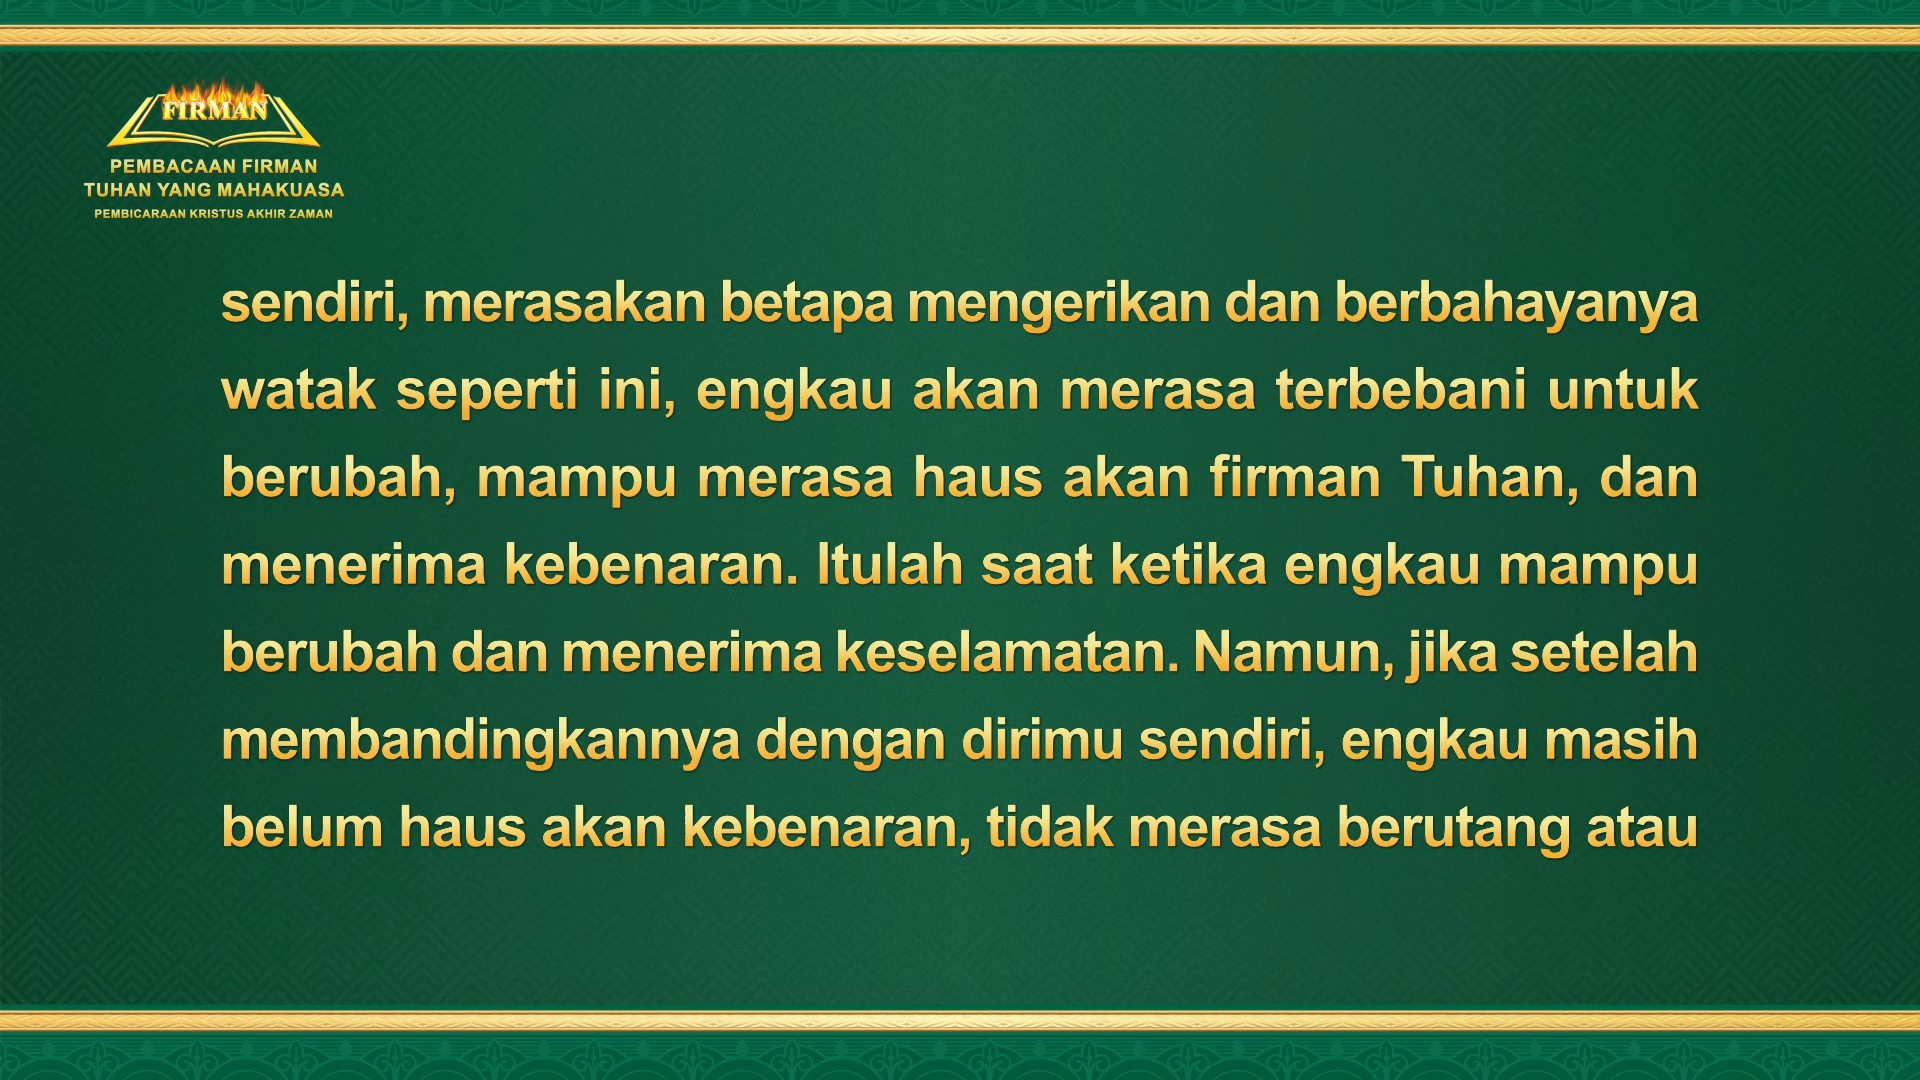 FIRMAN
PEMBACAAN FIRMAN
TUHAN YANG MAHAKUASA
PEMBICARAAN KRISTUS AKHIR ZAMAN
sendiri, merasakan betapa mengerikan dan berbahayanya
watak seperti ini, engkau akan merasa terbebani untuk
berubah, mampu merasa haus akan firman Tuhan, dan
menerima kebenaran. Itulah saat ketika engkau mampu
berubah dan menerima keselamatan. Namun, jika setelah
membandingkannya dengan dirimu sendiri, engkau masih
belum haus akan kebenaran, tidak merasa berutang atau